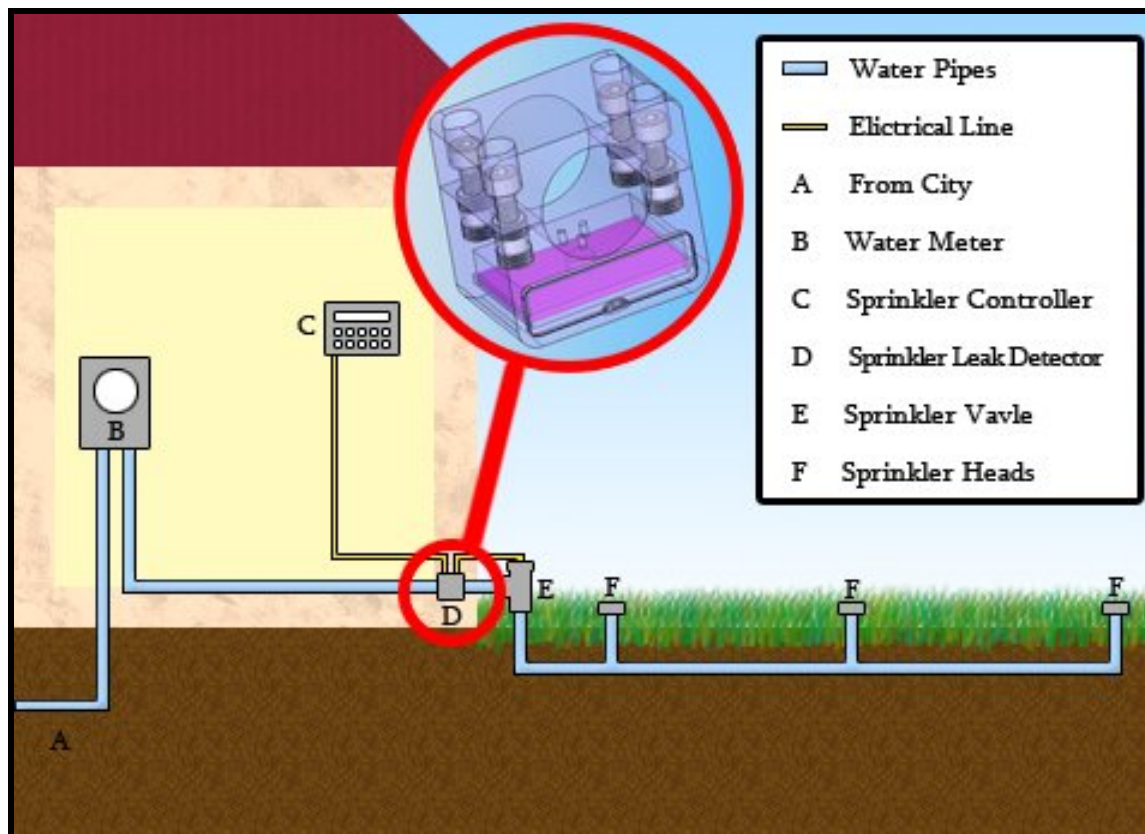 Water Pipes
Elictrical Line
A From City
B Water Meter
C Sprinkler Controller
D Sprinkler Leak Detector
E Sprinkler Vavle
F Sprinkler Heads
C
B
D
E
F
F
F
A